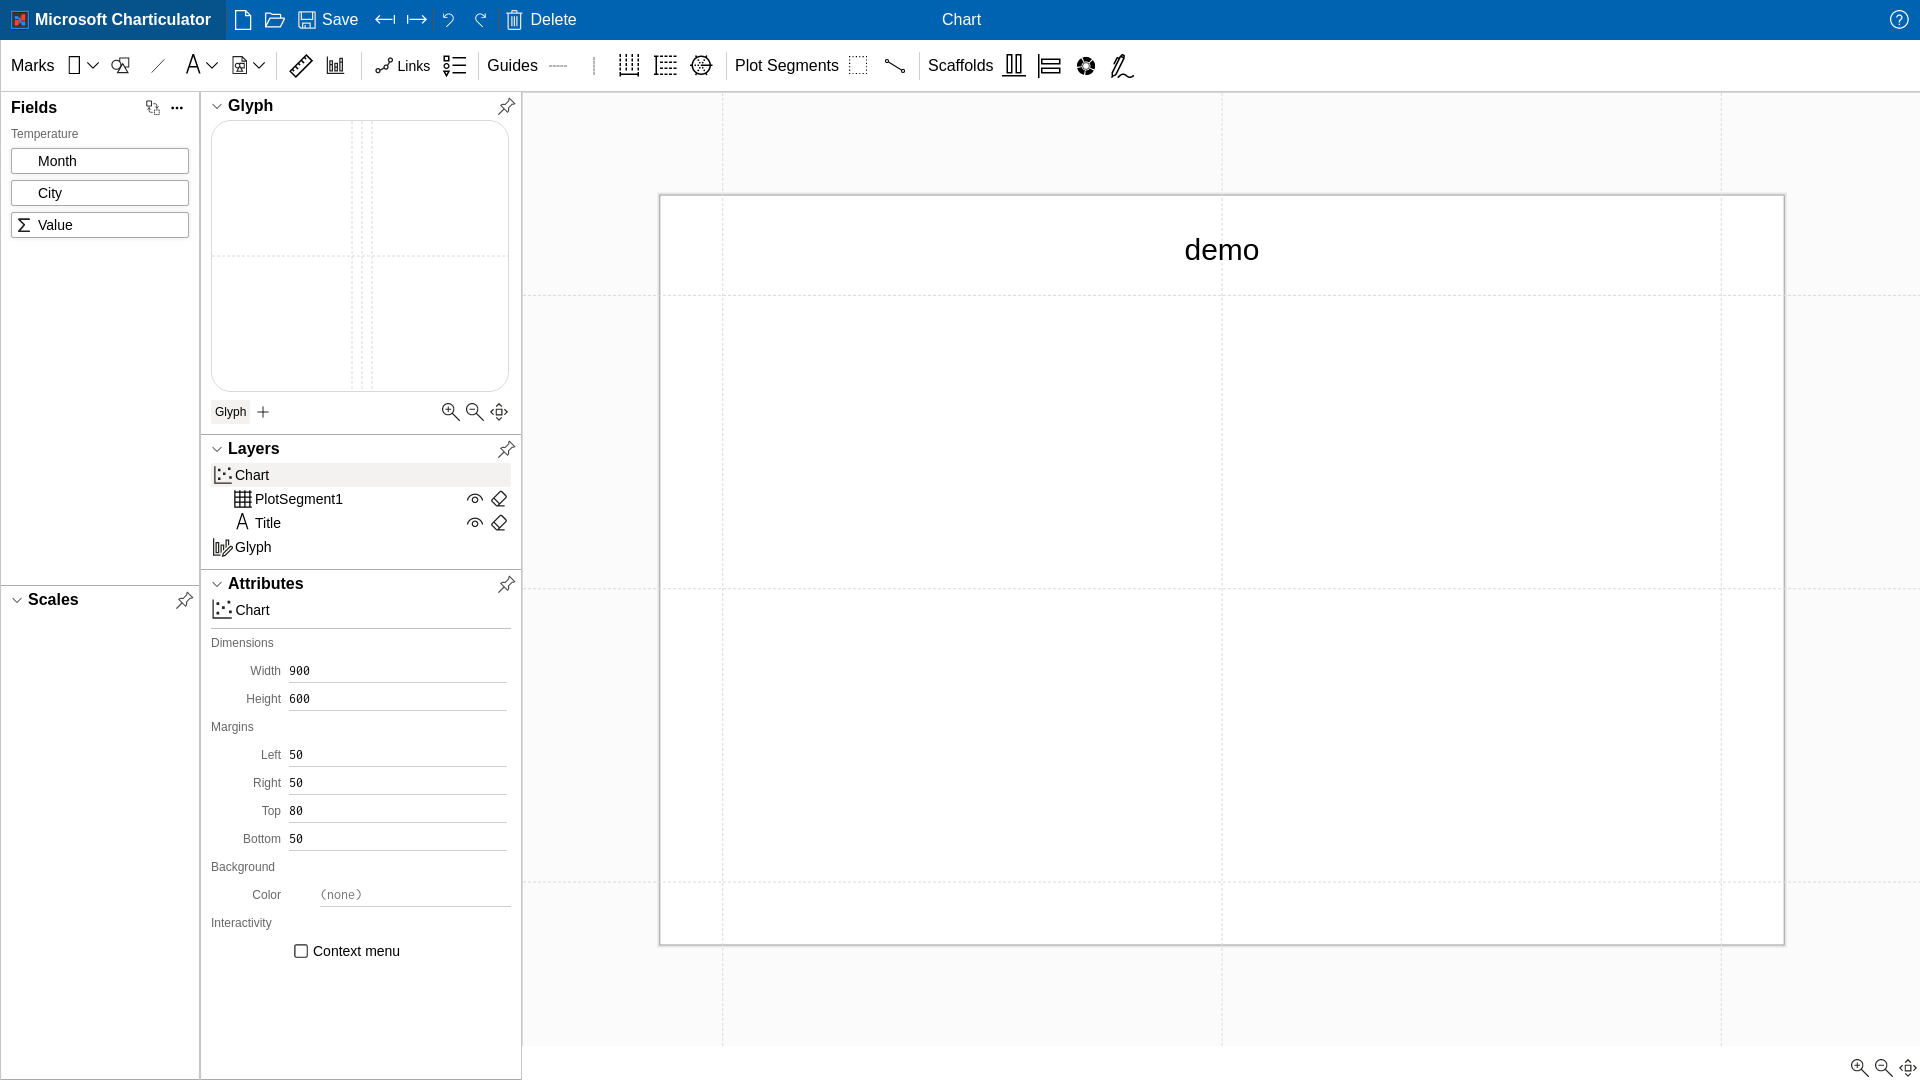 Microsoft Charticulator
Save
Delete
Chart
Marks
Links
Guides
Plot Segments
Scaffolds
Fields
Temperature
Month
City
Value
Scales
Glyph
Glyph
Layers
Chart
PlotSegment1
Title
Glyph
Attributes
Chart
Dimensions
Width 900
Height 600
Margins
Left 50
Right 50
Top 80
Bottom 50
Background
Color (none)
Interactivity
Context menu
demo